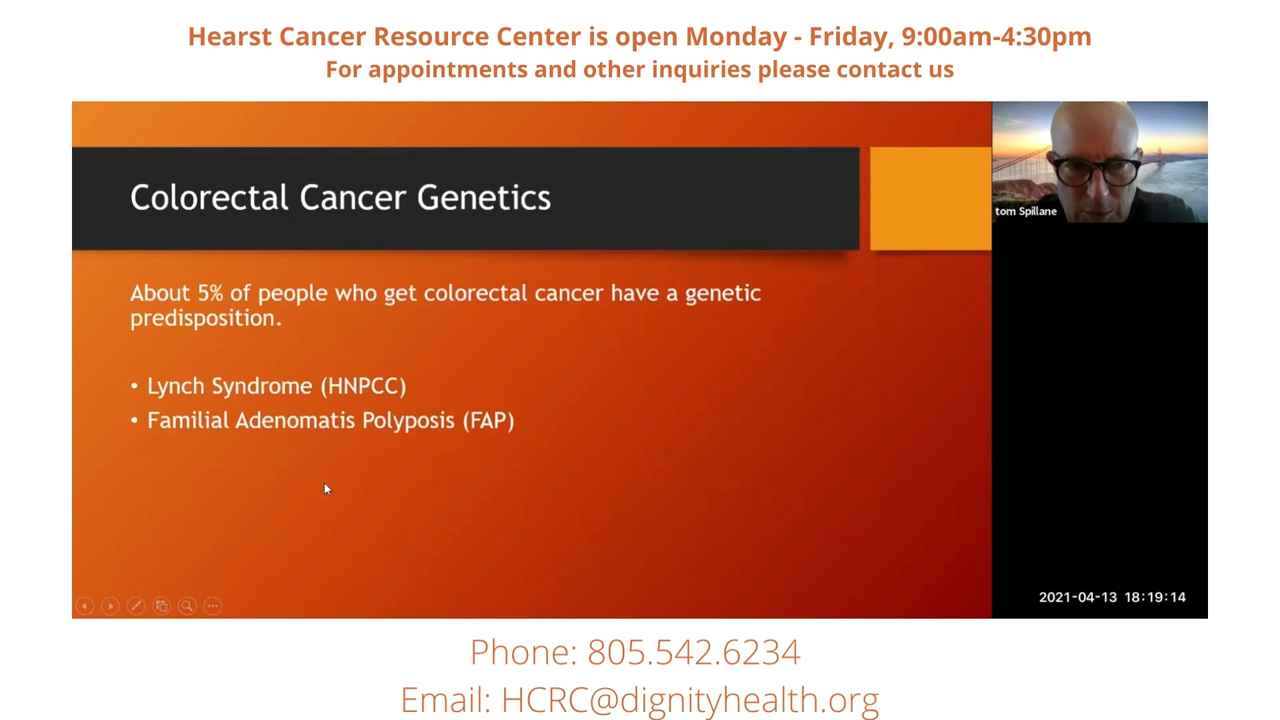 Hearst Cancer Resource Center is open Monday - Friday, 9:00am-4:30pm
For appointments and other inquiries please contact us
Colorectal Cancer Genetics
tom Spillane
About 5% of people who get colorectal cancer have a genetic
predisposition.
• Lynch Syndrome (HNPCC)
• Familial Adenomatis Polyposis (FAP)
2021-04-13 18:19:14
Phone: 805.542.6234
Email: HCRC@dignityhealth.org